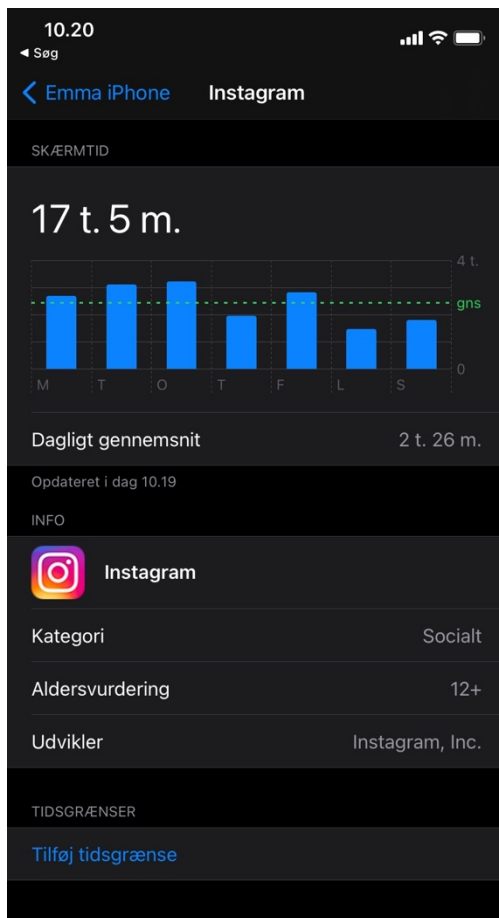 10.20
◀ Søg
Emma iPhone Instagram
SKÆRMTID
17 t. 5 m.
4 t.
gns
0
M T O T F L S
Dagligt gennemsnit 2 t. 26 m.
Opdateret i dag 10.19
INFO
Instagram
Kategori Socialt
Aldersvurdering 12+
Udvikler Instagram, Inc.
TIDSGRÆNSER
Tilføj tidsgrænse